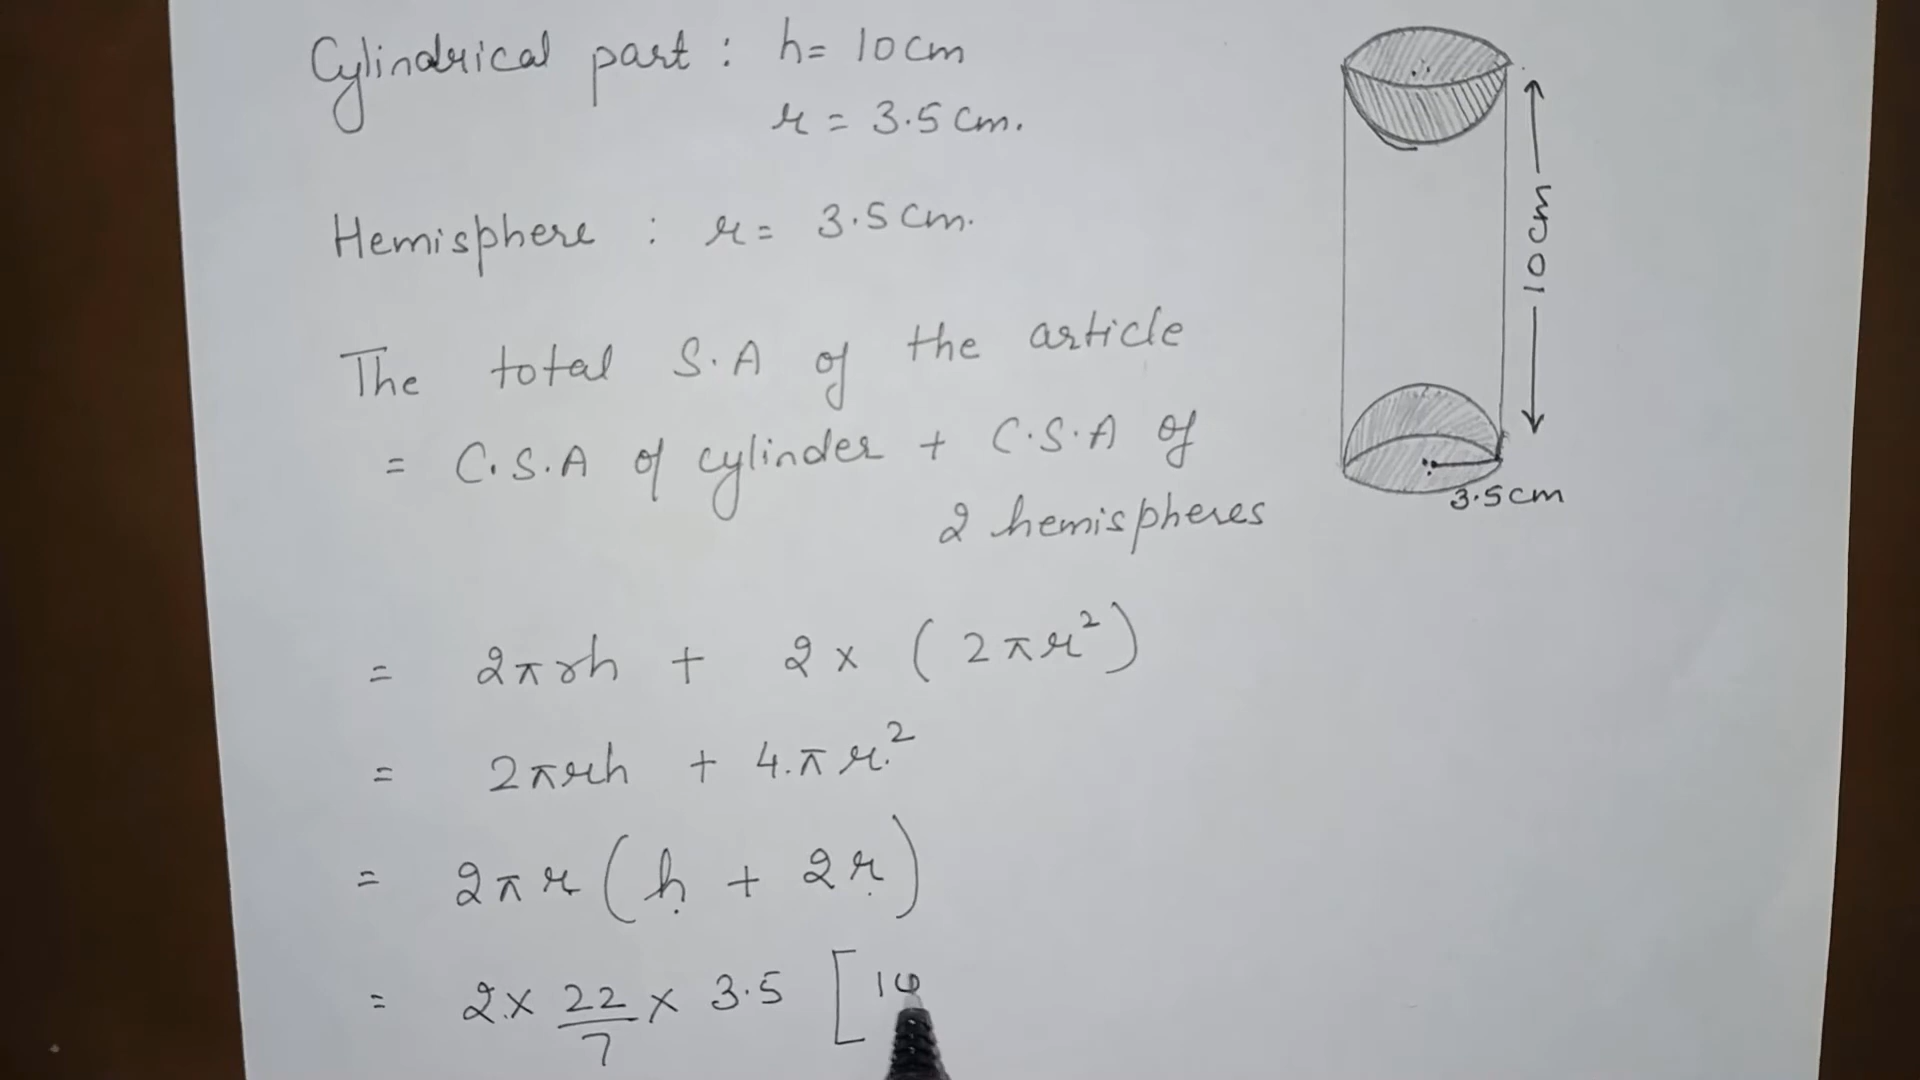 Cylindrical part : h = 10 cm
r = 3.5 cm.
Hemisphere : r = 3.5 cm.
The total S.A of the article
= C.S.A of cylinder + C.S.A of
2 hemispheres
= 2πrh + 2 × (2πr²)
= 2πrh + 4.πr.²
= 2πr (h + 2r)
= 2 × 22/7 × 3.5 [ 10
10 cm
3.5 cm